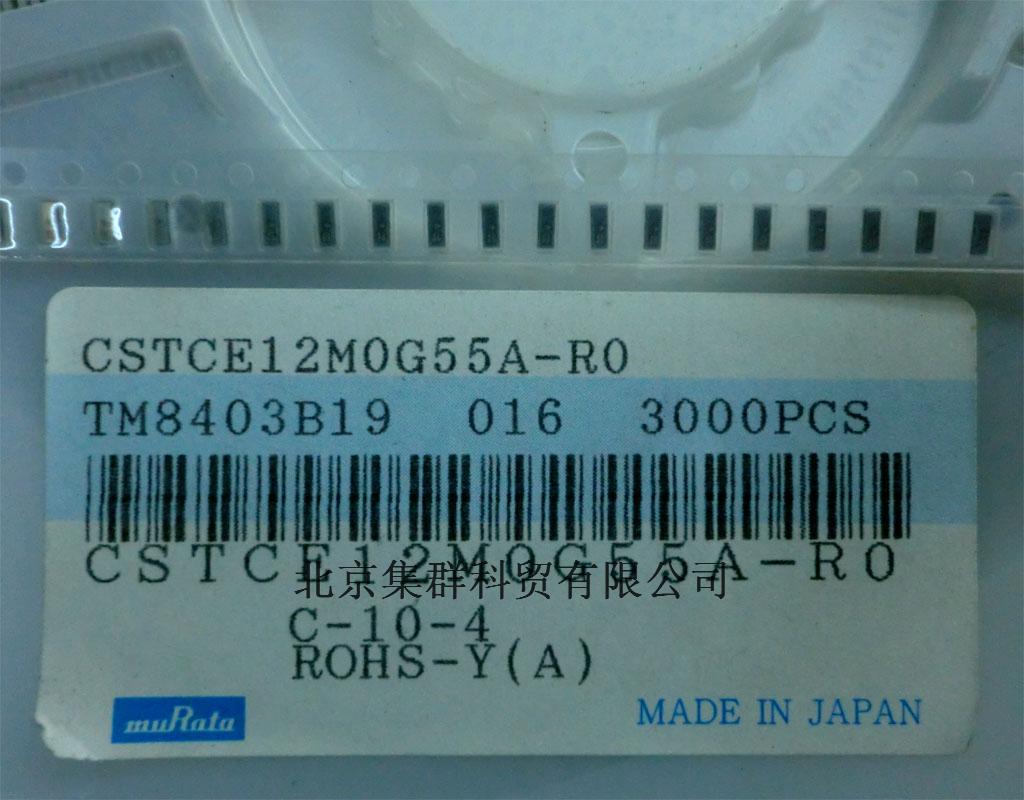 CSTCE12M0G55A-R0
TM8403B19 016 3000PCS
CSTCE12M0G55A-R0
北京集群科贸有限公司
C-10-4
ROHS-Y(A)
muRata
MADE IN JAPAN